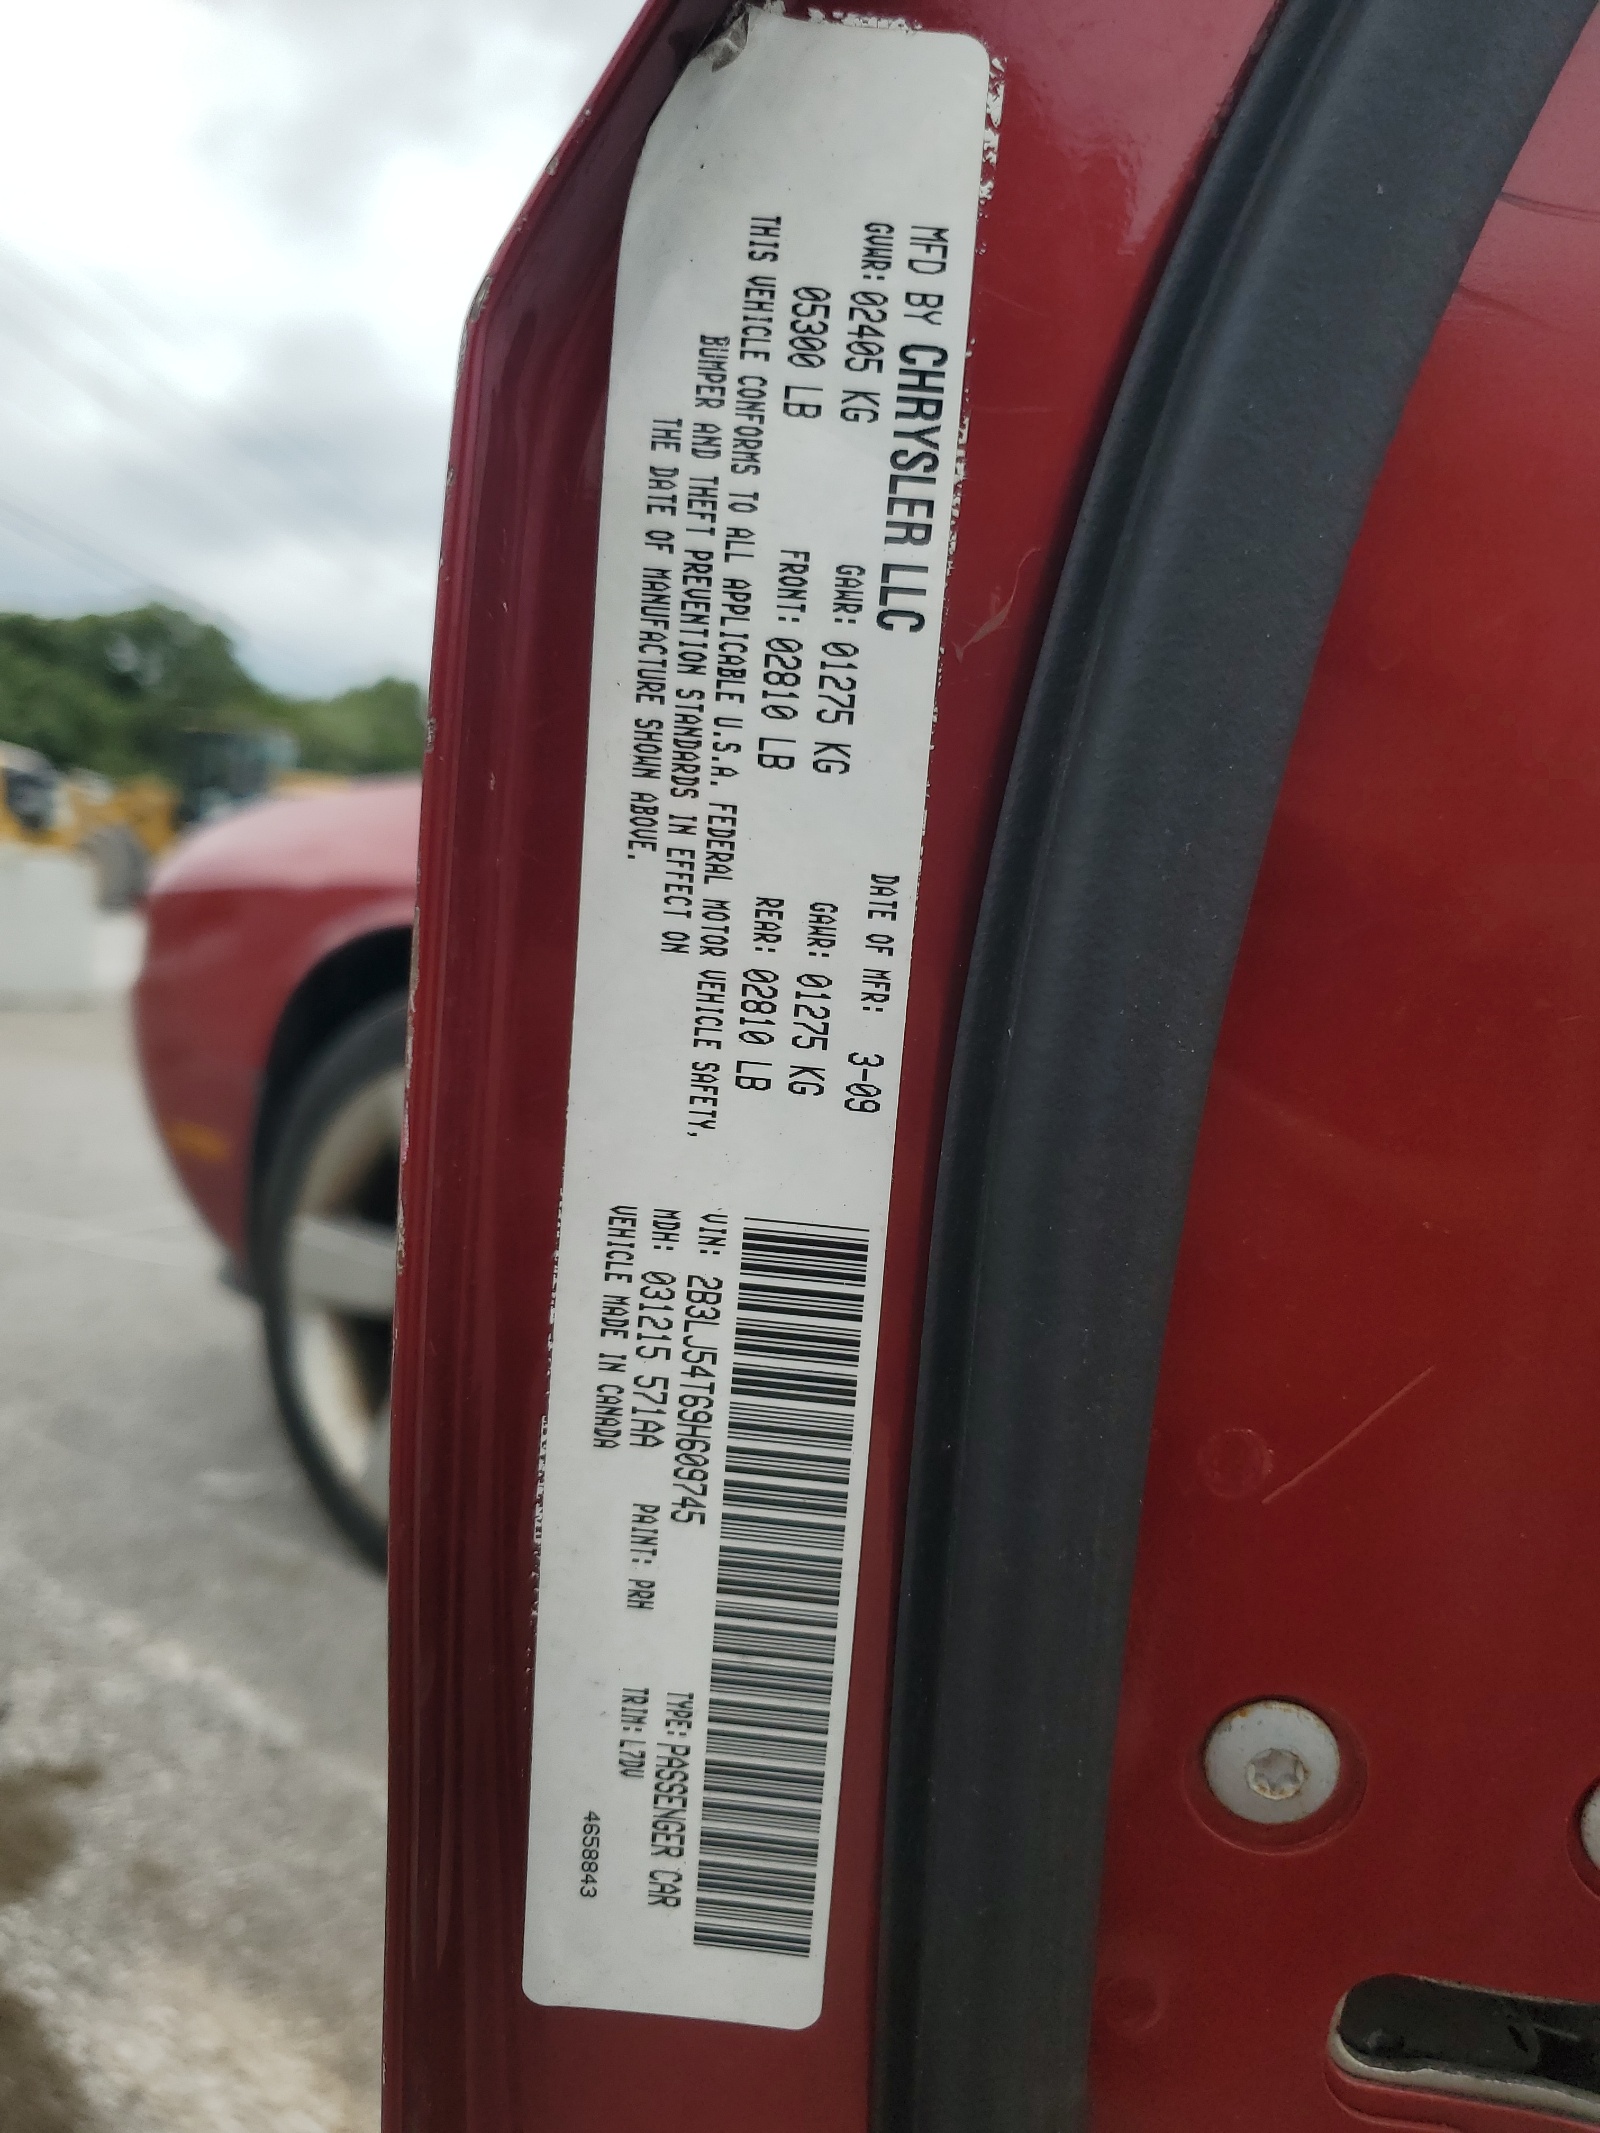 MFD BY CHRYSLER LLC
DATE OF MFR: 3-09
GVWR: 02405 KG GAWR: 01275 KG GAWR: 01275 KG
05300 LB FRONT: 02810 LB REAR: 02810 LB
THIS VEHICLE CONFORMS TO ALL APPLICABLE U.S.A. FEDERAL MOTOR VEHICLE SAFETY,
BUMPER AND THEFT PREVENTION STANDARDS IN EFFECT ON
THE DATE OF MANUFACTURE SHOWN ABOVE.
VIN: 2B3LJ54T69H609745 TYPE: PASSENGER CAR
MDH: 031215 571AA PAINT: PRH TRIM: L7DV
VEHICLE MADE IN CANADA
4658843